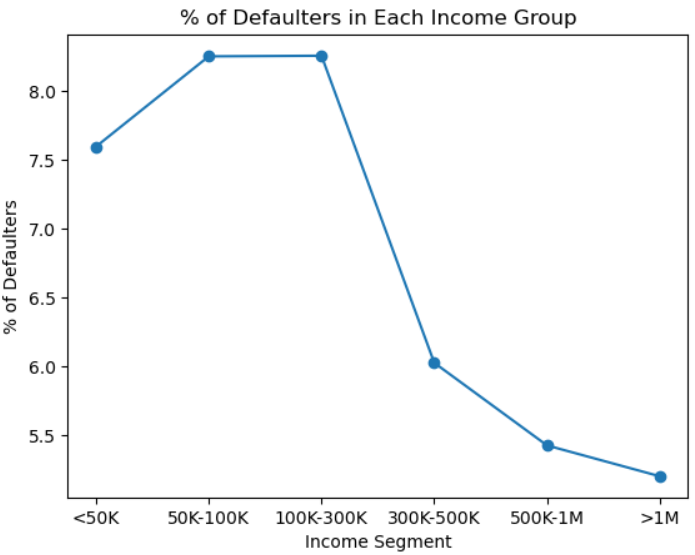 % of Defaulters in Each Income Group
% of Defaulters
8.0
7.5
7.0
6.5
6.0
5.5
<50K 50K-100K 100K-300K 300K-500K 500K-1M >1M
Income Segment